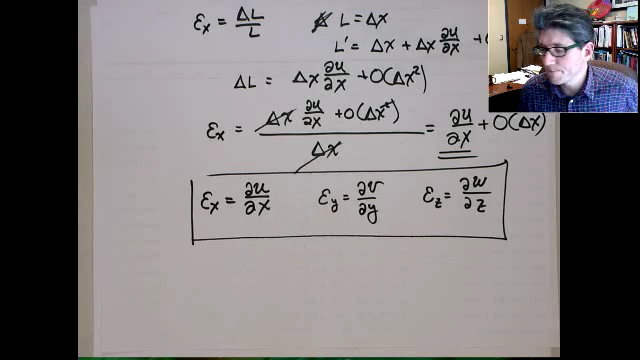 εx = ΔL/L L = Δx
L' = Δx + Δx ∂u/∂x +
ΔL = Δx ∂u/∂x + O(Δx²)
εx = (Δx ∂u/∂x + O(Δx²))/Δx = ∂u/∂x + O(Δx)
εx = ∂u/∂x εy = ∂v/∂y εz = ∂w/∂z